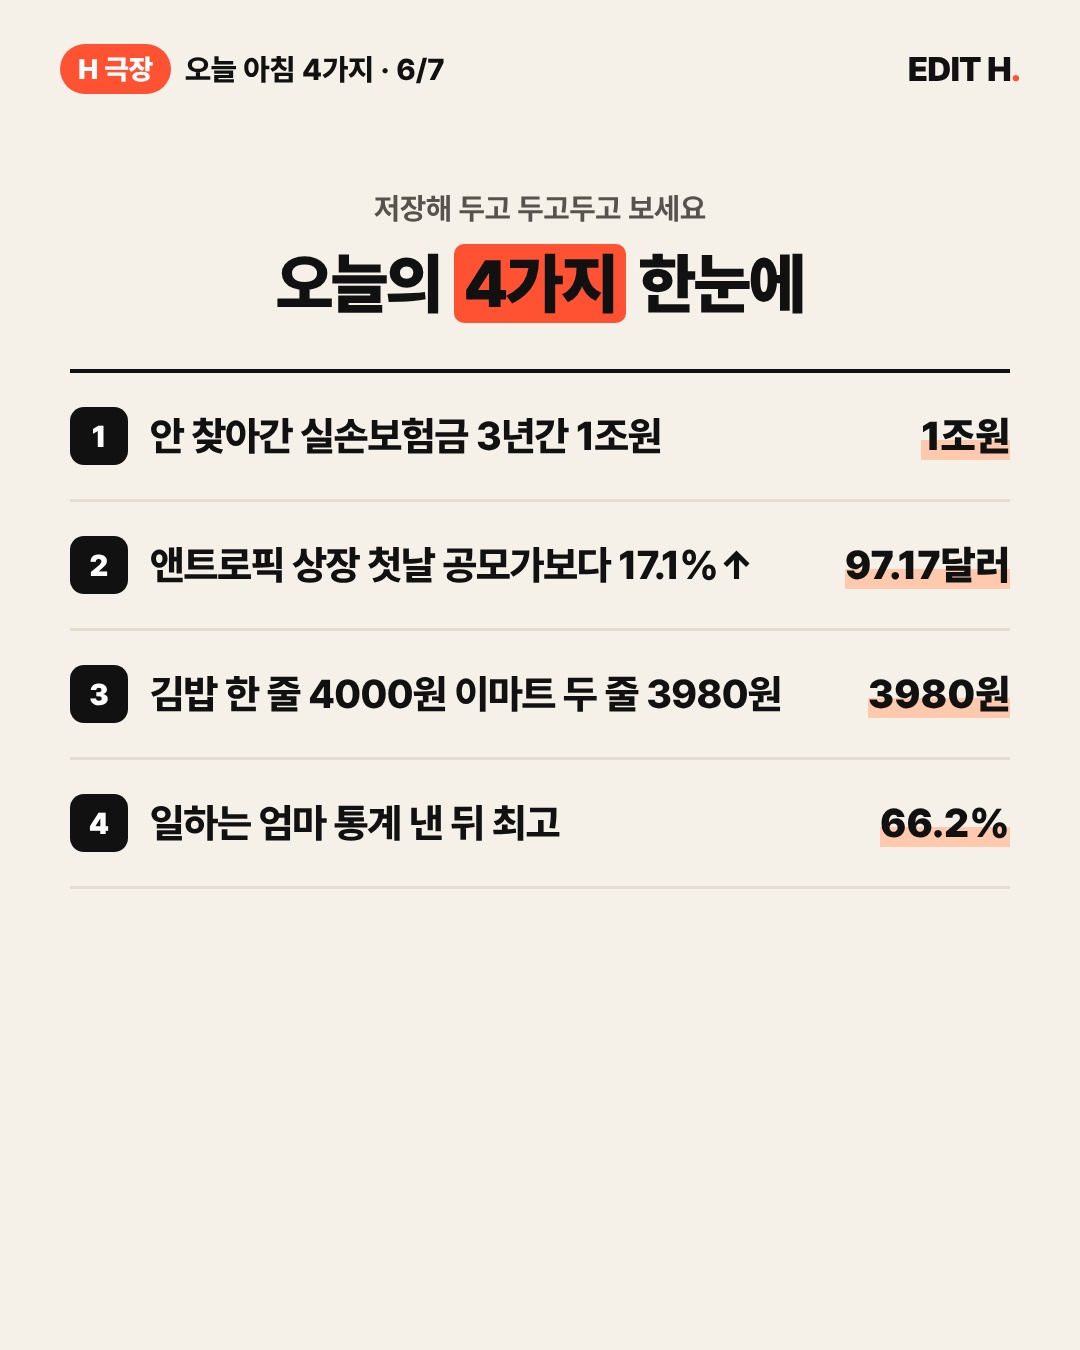 H 극장 오늘 아침 4가지 · 6/7 EDIT H.
저장해 두고 두고두고 보세요
오늘의 4가지 한눈에
1 안 찾아간 실손보험금 3년간 1조원 1조원
2 앤트로픽 상장 첫날 공모가보다 17.1%↑ 97.17달러
3 김밥 한 줄 4000원 이마트 두 줄 3980원 3980원
4 일하는 엄마 통계 낸 뒤 최고 66.2%